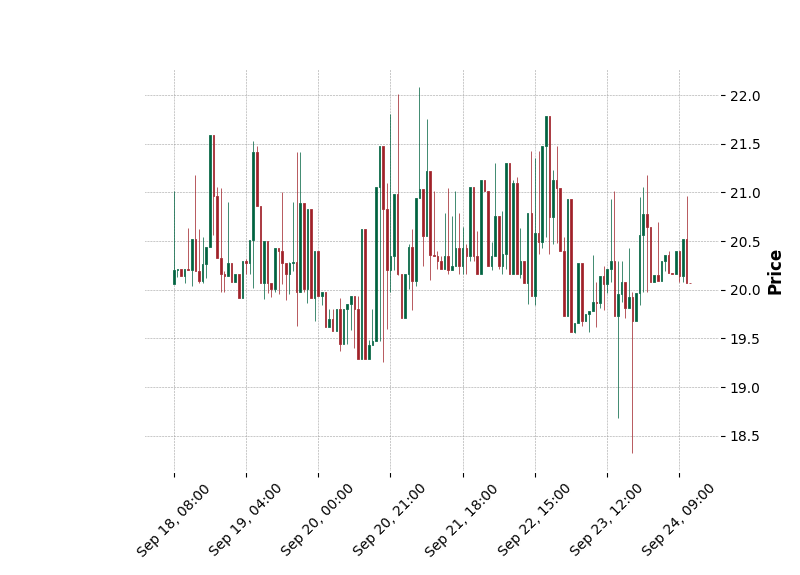 22.0
21.5
21.0
20.5
20.0
19.5
19.0
18.5
Price
Sep 18, 08:00
Sep 19, 04:00
Sep 20, 00:00
Sep 20, 21:00
Sep 21, 18:00
Sep 22, 15:00
Sep 23, 12:00
Sep 24, 09:00